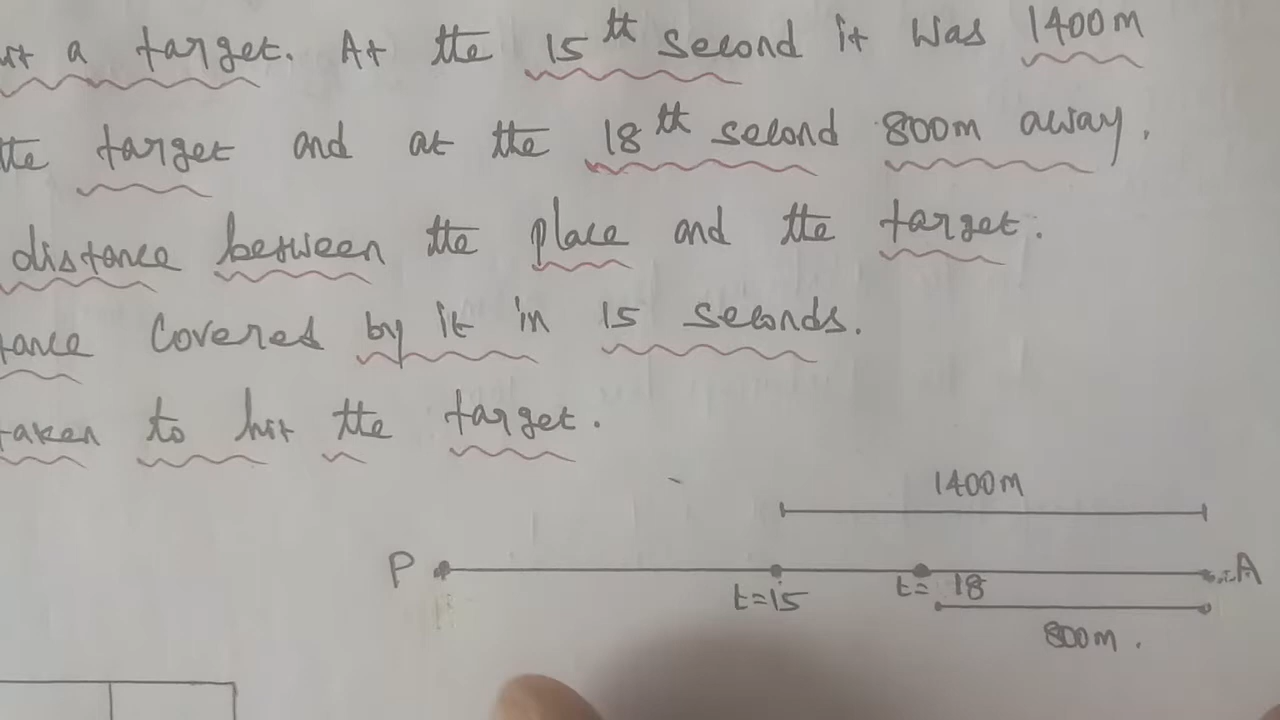 a target. At the 15th second it was 1400m
the target and at the 18th second 800m away.
distance between the place and the target.
tance covered by it in 15 seconds.
taken to hit the target.
1400m
P
A
t=15
t= 18
800m.